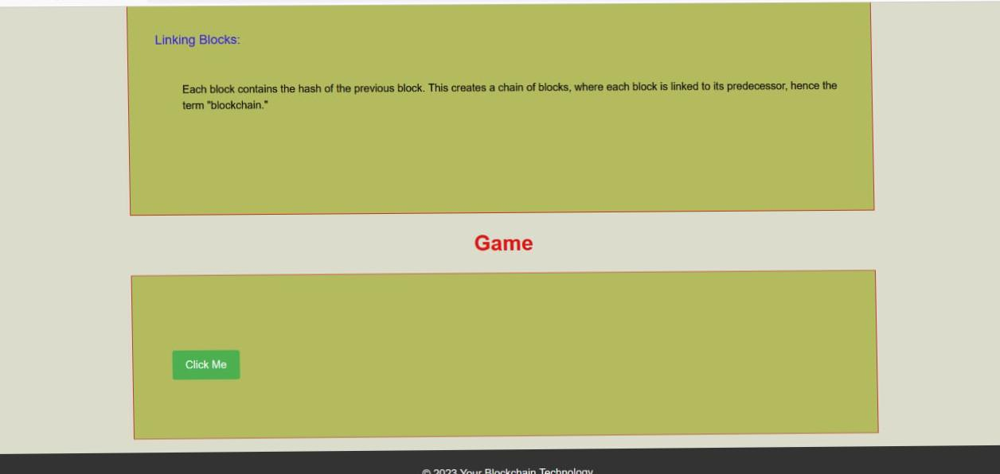 Linking Blocks:
Each block contains the hash of the previous block. This creates a chain of blocks, where each block is linked to its predecessor, hence the
term "blockchain."
Game
Click Me
© 2023 Your Blockchain Technology